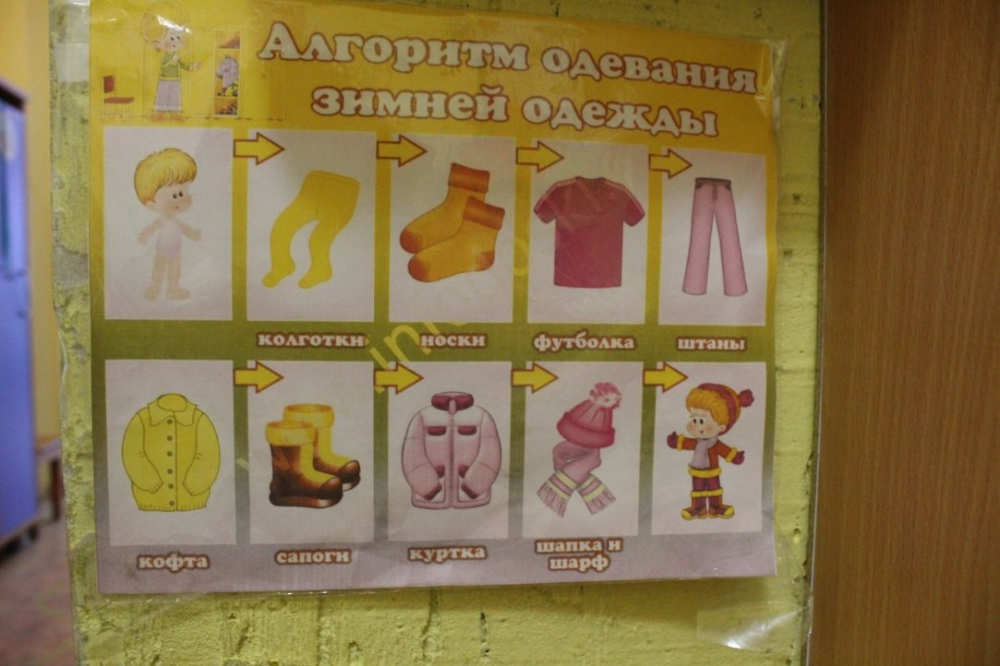 Алгоритм одевания
зимней одежды
колготки
носки
футболка
штаны
кофта
сапоги
куртка
шапка и
шарф